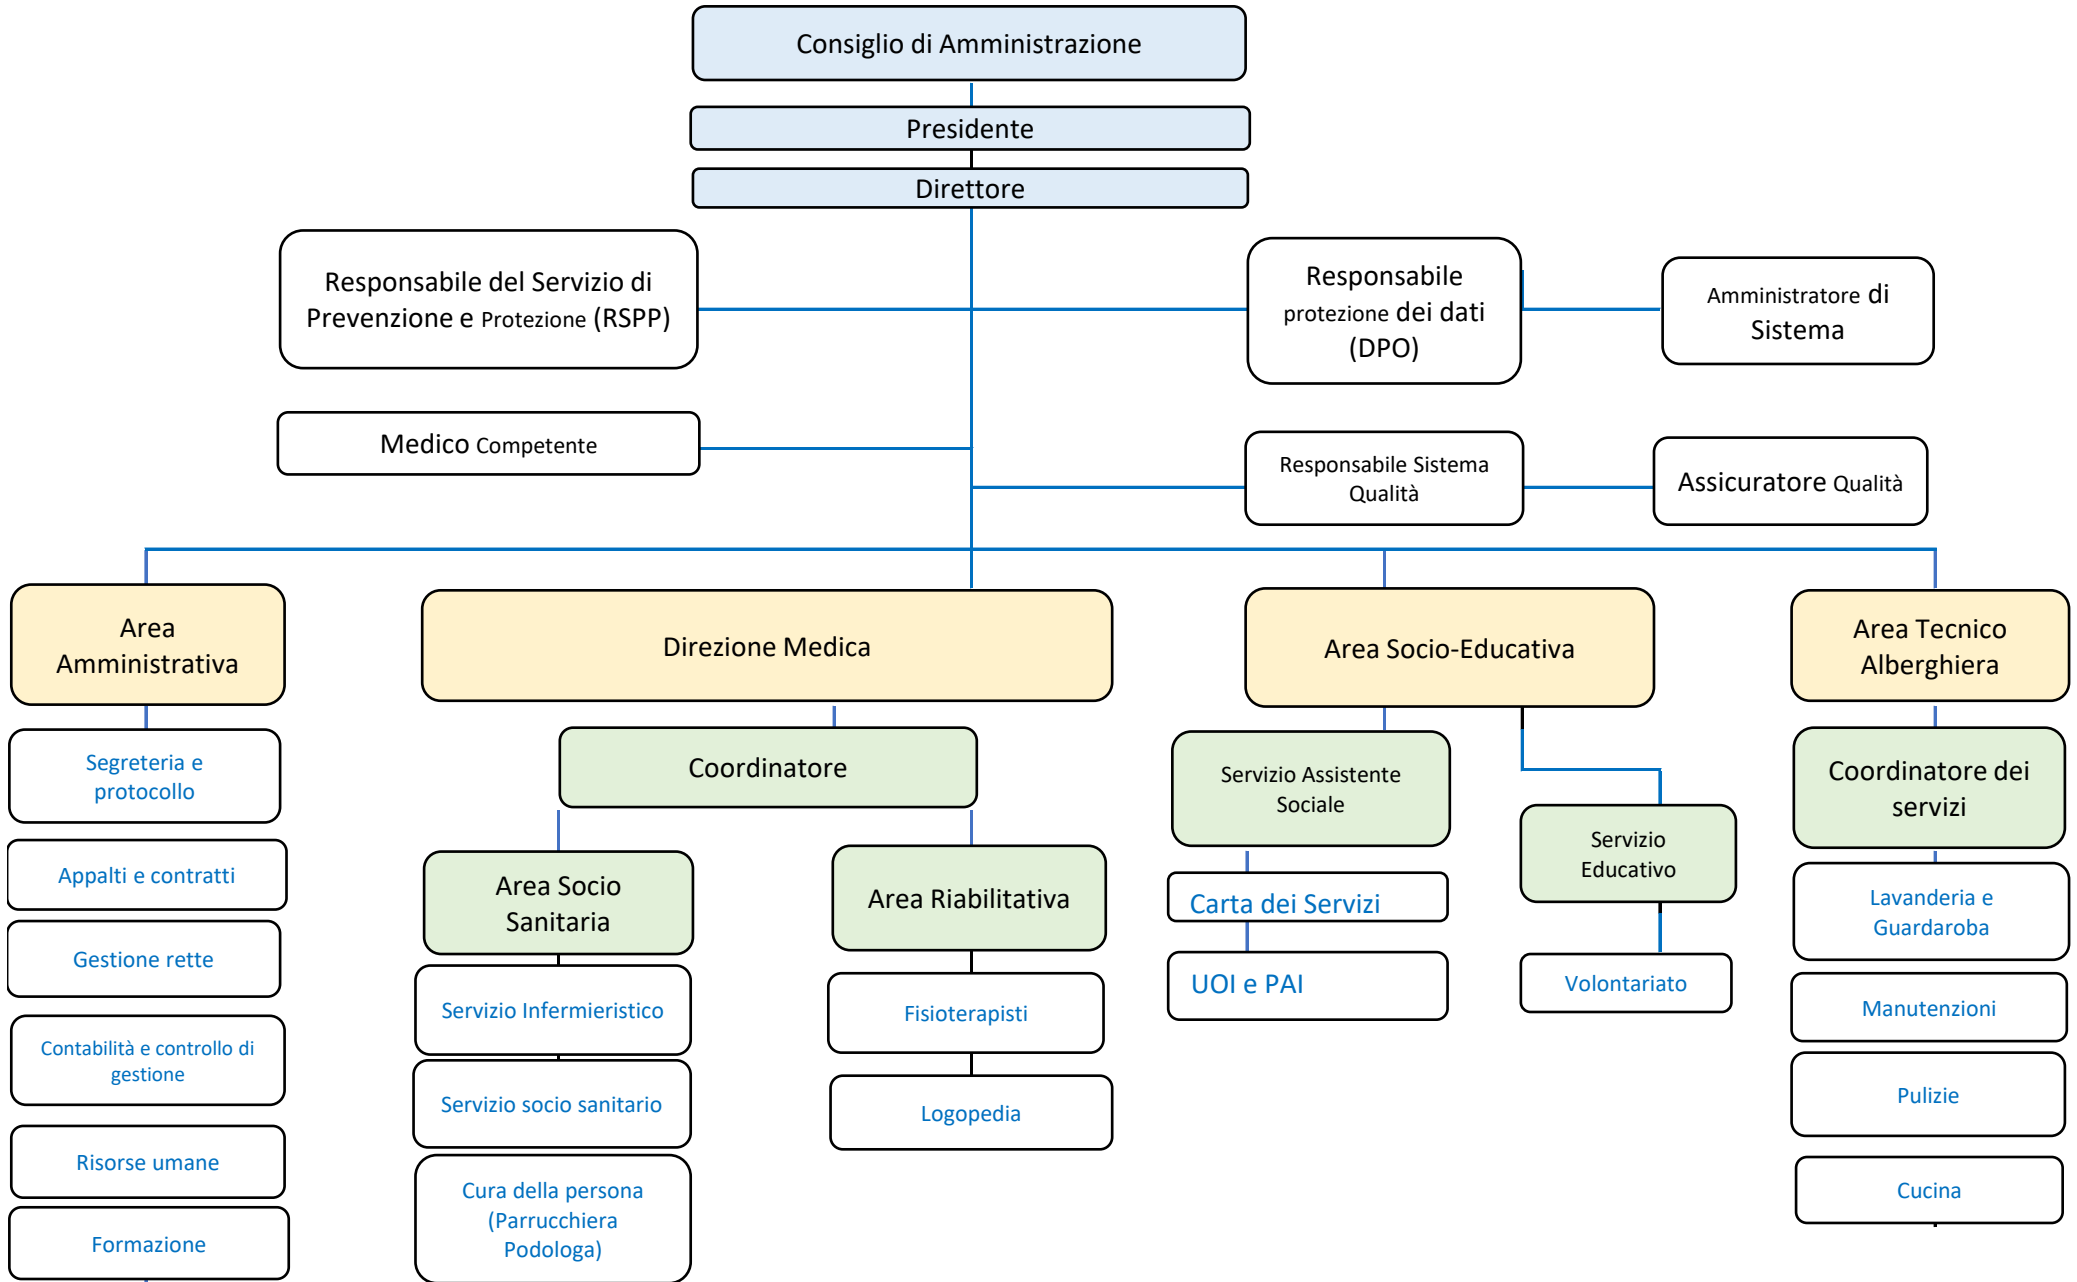 Consiglio di Amministrazione
Presidente
Direttore
Responsabile del Servizio di
Prevenzione e Protezione (RSPP)
Responsabile
protezione dei dati
(DPO)
Amministratore di
Sistema
Medico Competente
Responsabile Sistema
Qualità
Assicuratore Qualità
Area
Amministrativa
Direzione Medica
Area Socio-Educativa
Area Tecnico
Alberghiera
Segreteria e
protocollo
Appalti e contratti
Gestione rette
Contabilità e controllo di
gestione
Risorse umane
Formazione
Coordinatore
Area Socio
Sanitaria
Servizio Infermieristico
Servizio socio sanitario
Cura della persona
(Parrucchiera
Podologa)
Area Riabilitativa
Fisioterapisti
Logopedia
Servizio Assistente
Sociale
Carta dei Servizi
UOI e PAI
Servizio
Educativo
Volontariato
Coordinatore dei
servizi
Lavanderia e
Guardaroba
Manutenzioni
Pulizie
Cucina